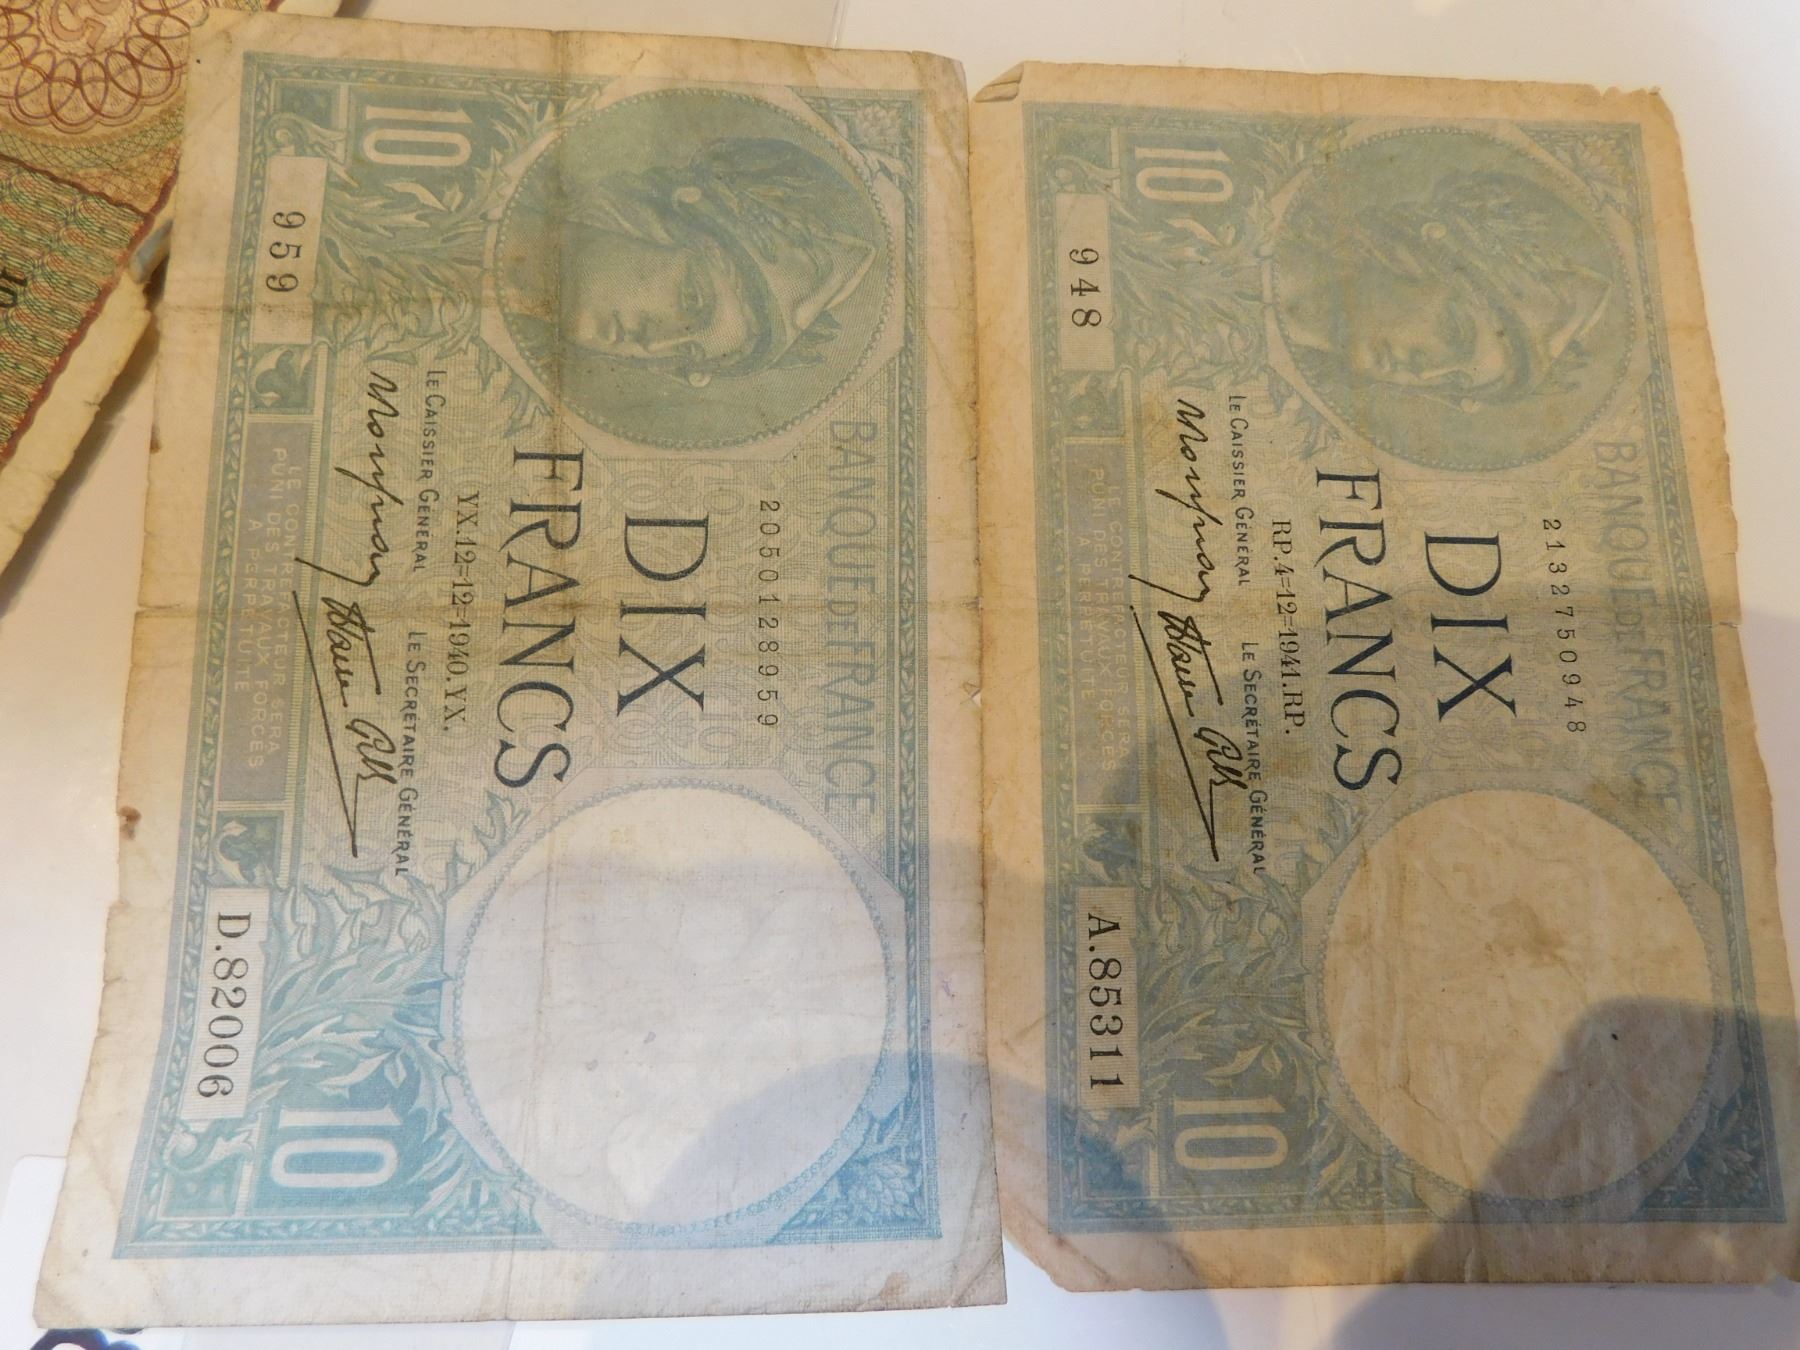 BANQUE DE FRANCE
2050128959
DIX
FRANCS
YX.12=12=1940.YX.
LE CAISSIER GÉNÉRAL
LE SECRÉTAIRE GÉNÉRAL
10
959
LE CONTREFACTEUR SERA
PUNI DES TRAVAUX FORCÉS
A PERPÉTUITÉ
D.82006
10
BANQUE DE FRANCE
2132750948
DIX
FRANCS
RP.4=12=1941.RP.
LE CAISSIER GÉNÉRAL
LE SECRÉTAIRE GÉNÉRAL
10
948
LE CONTREFACTEUR SERA
PUNI DES TRAVAUX FORCÉS
A PERPÉTUITÉ
A.85311
10